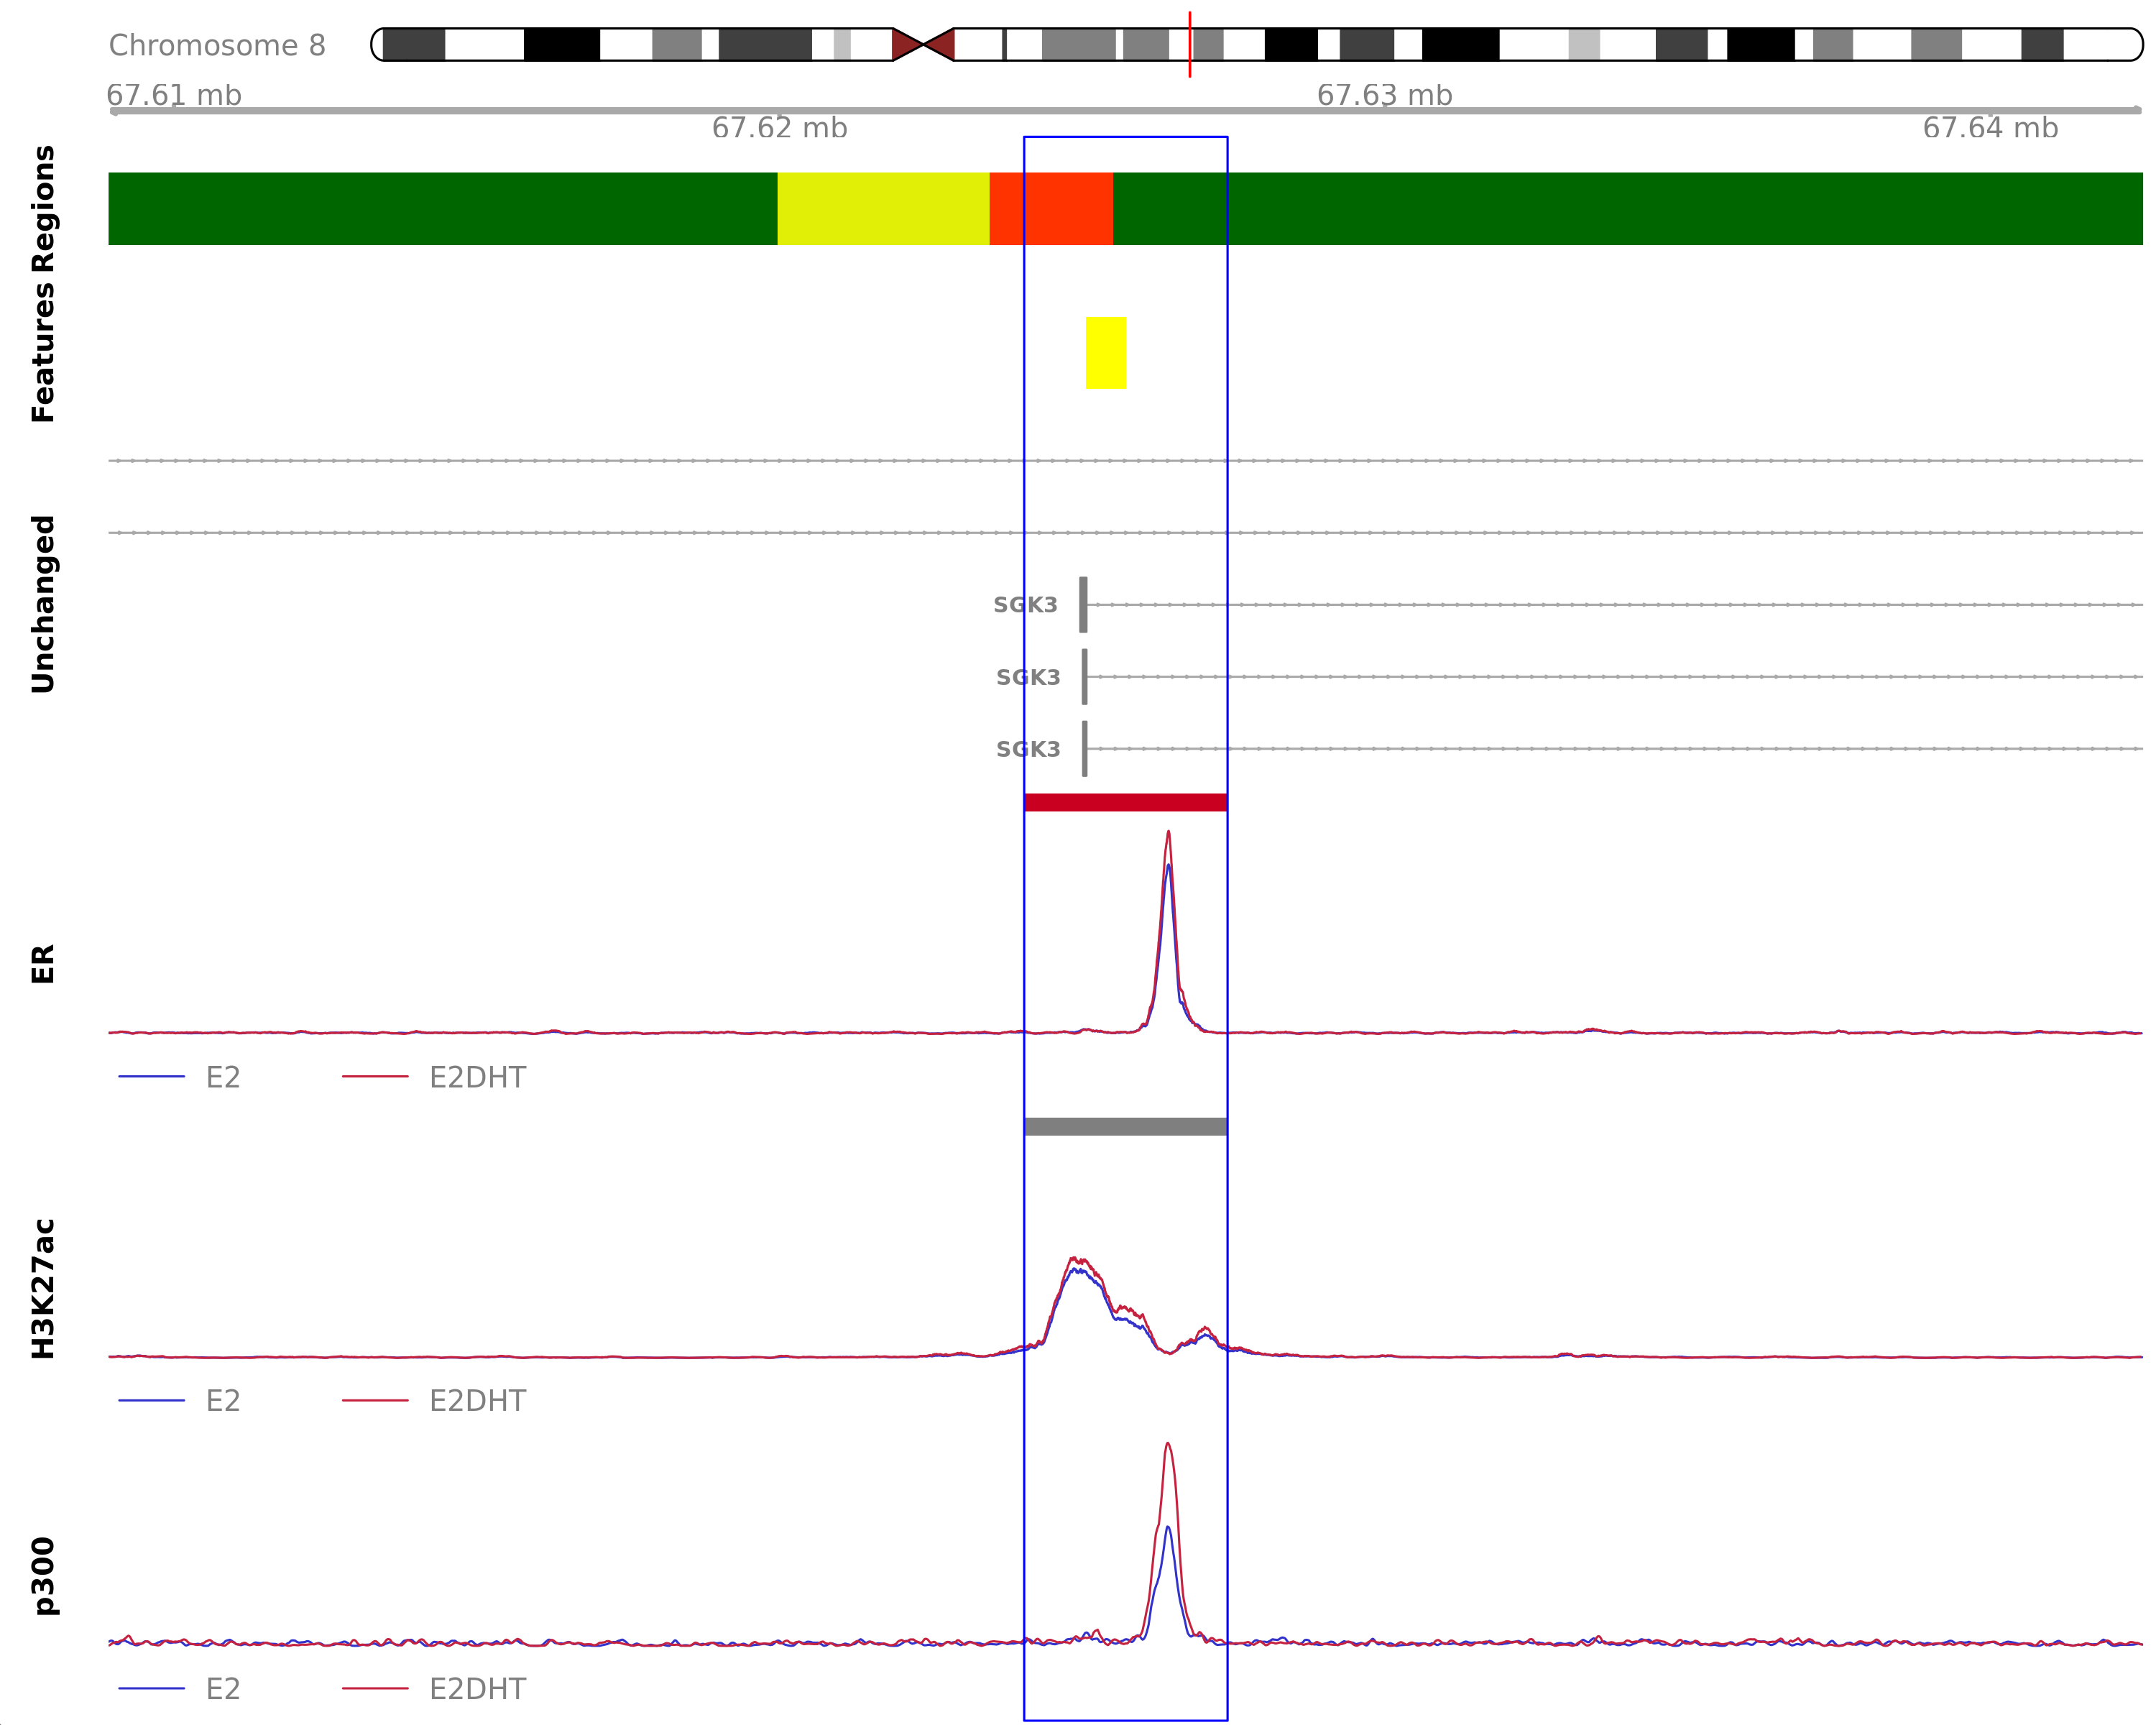 Chromosome 8
67.61 mb
67.63 mb
67.62 mb
67.64 mb
Regions
Features
Unchanged
SGK3
SGK3
SGK3
ER
E2 E2DHT
H3K27ac
E2 E2DHT
p300
E2 E2DHT